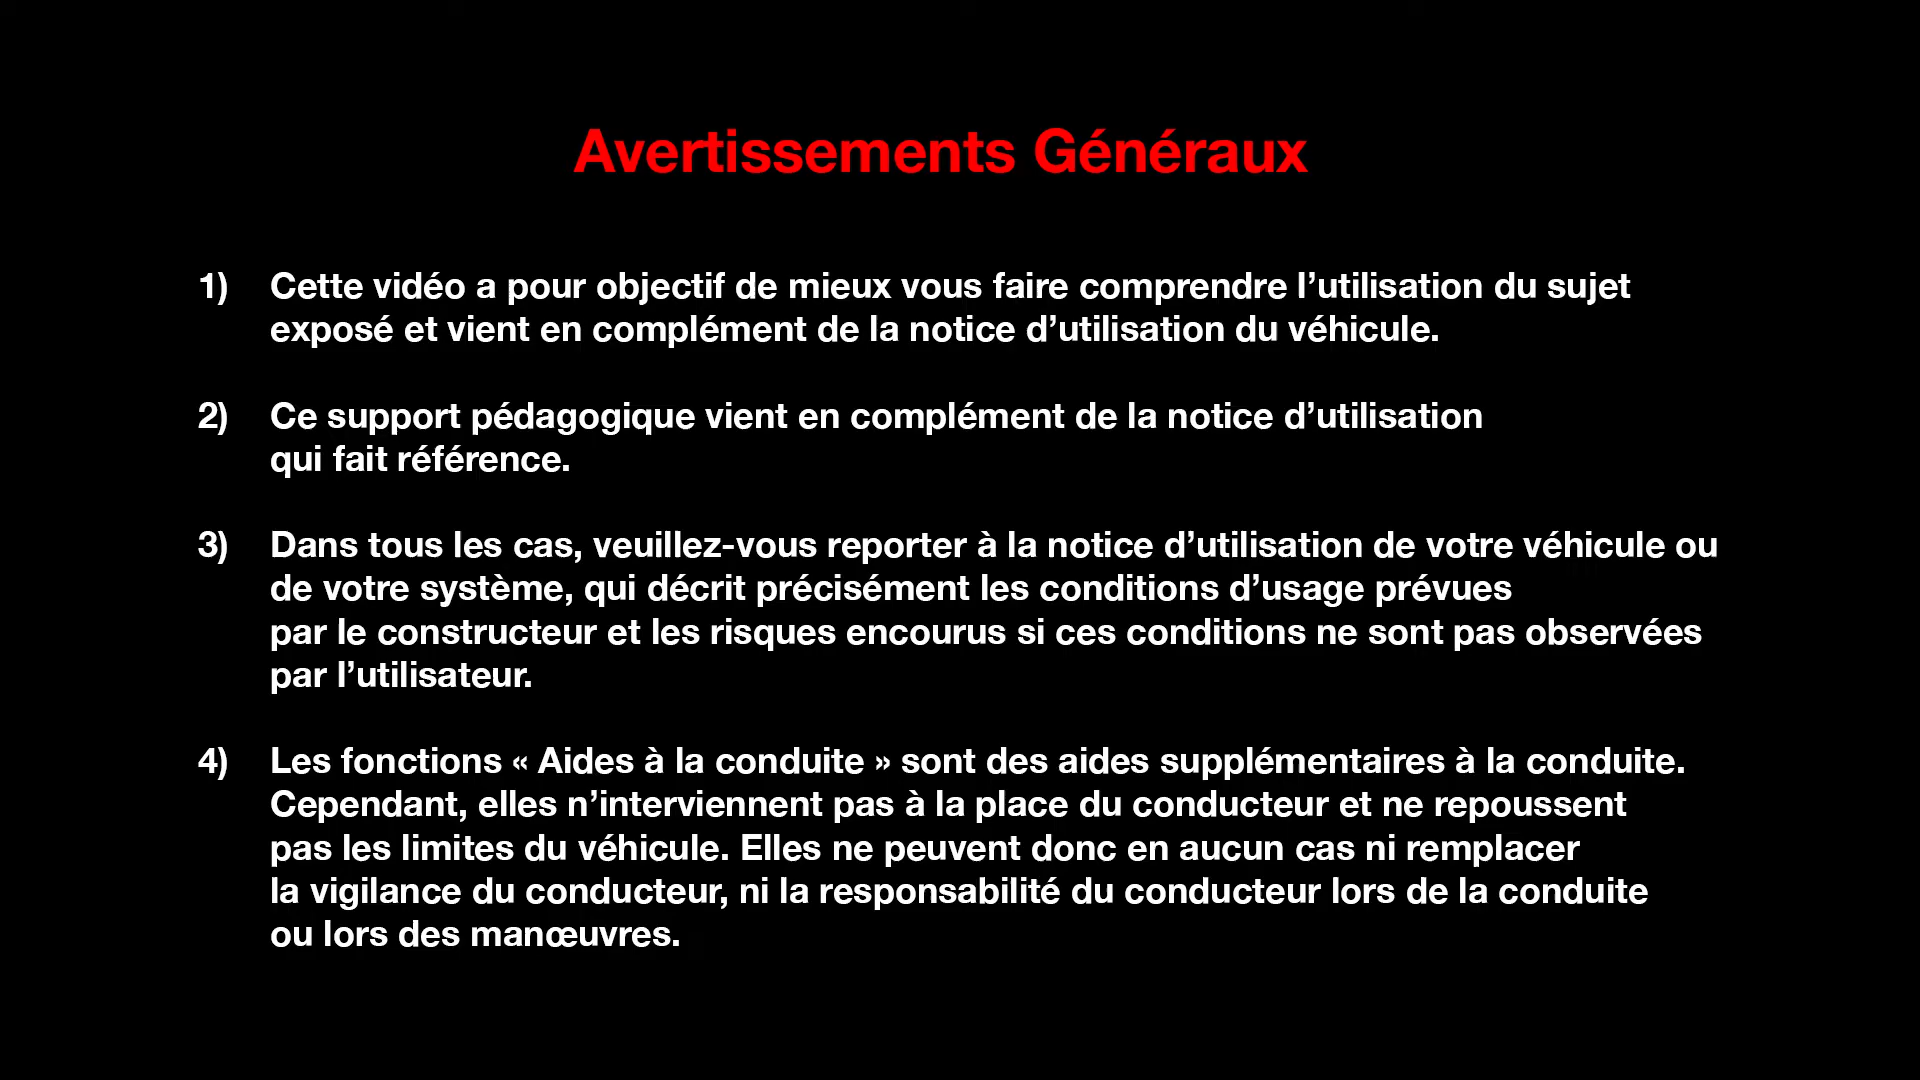 Avertissements Généraux
1) Cette vidéo a pour objectif de mieux vous faire comprendre l’utilisation du sujet
exposé et vient en complément de la notice d’utilisation du véhicule.
2) Ce support pédagogique vient en complément de la notice d’utilisation
qui fait référence.
3) Dans tous les cas, veuillez-vous reporter à la notice d’utilisation de votre véhicule ou
de votre système, qui décrit précisément les conditions d’usage prévues
par le constructeur et les risques encourus si ces conditions ne sont pas observées
par l’utilisateur.
4) Les fonctions « Aides à la conduite » sont des aides supplémentaires à la conduite.
Cependant, elles n’interviennent pas à la place du conducteur et ne repoussent
pas les limites du véhicule. Elles ne peuvent donc en aucun cas ni remplacer
la vigilance du conducteur, ni la responsabilité du conducteur lors de la conduite
ou lors des manœuvres.